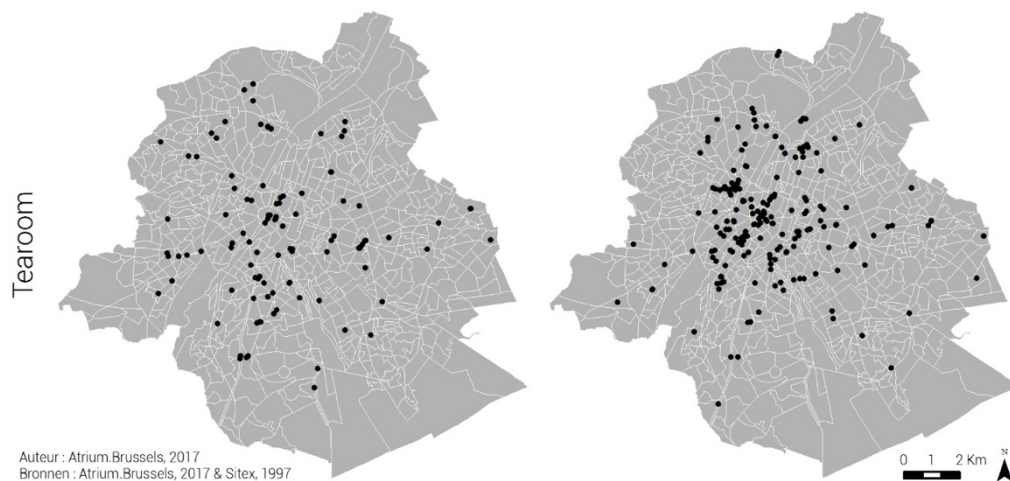 Tearoom
Auteur : Atrium.Brussels, 2017
Bronnen : Atrium.Brussels, 2017 & Sitex, 1997
0 1 2 Km
N